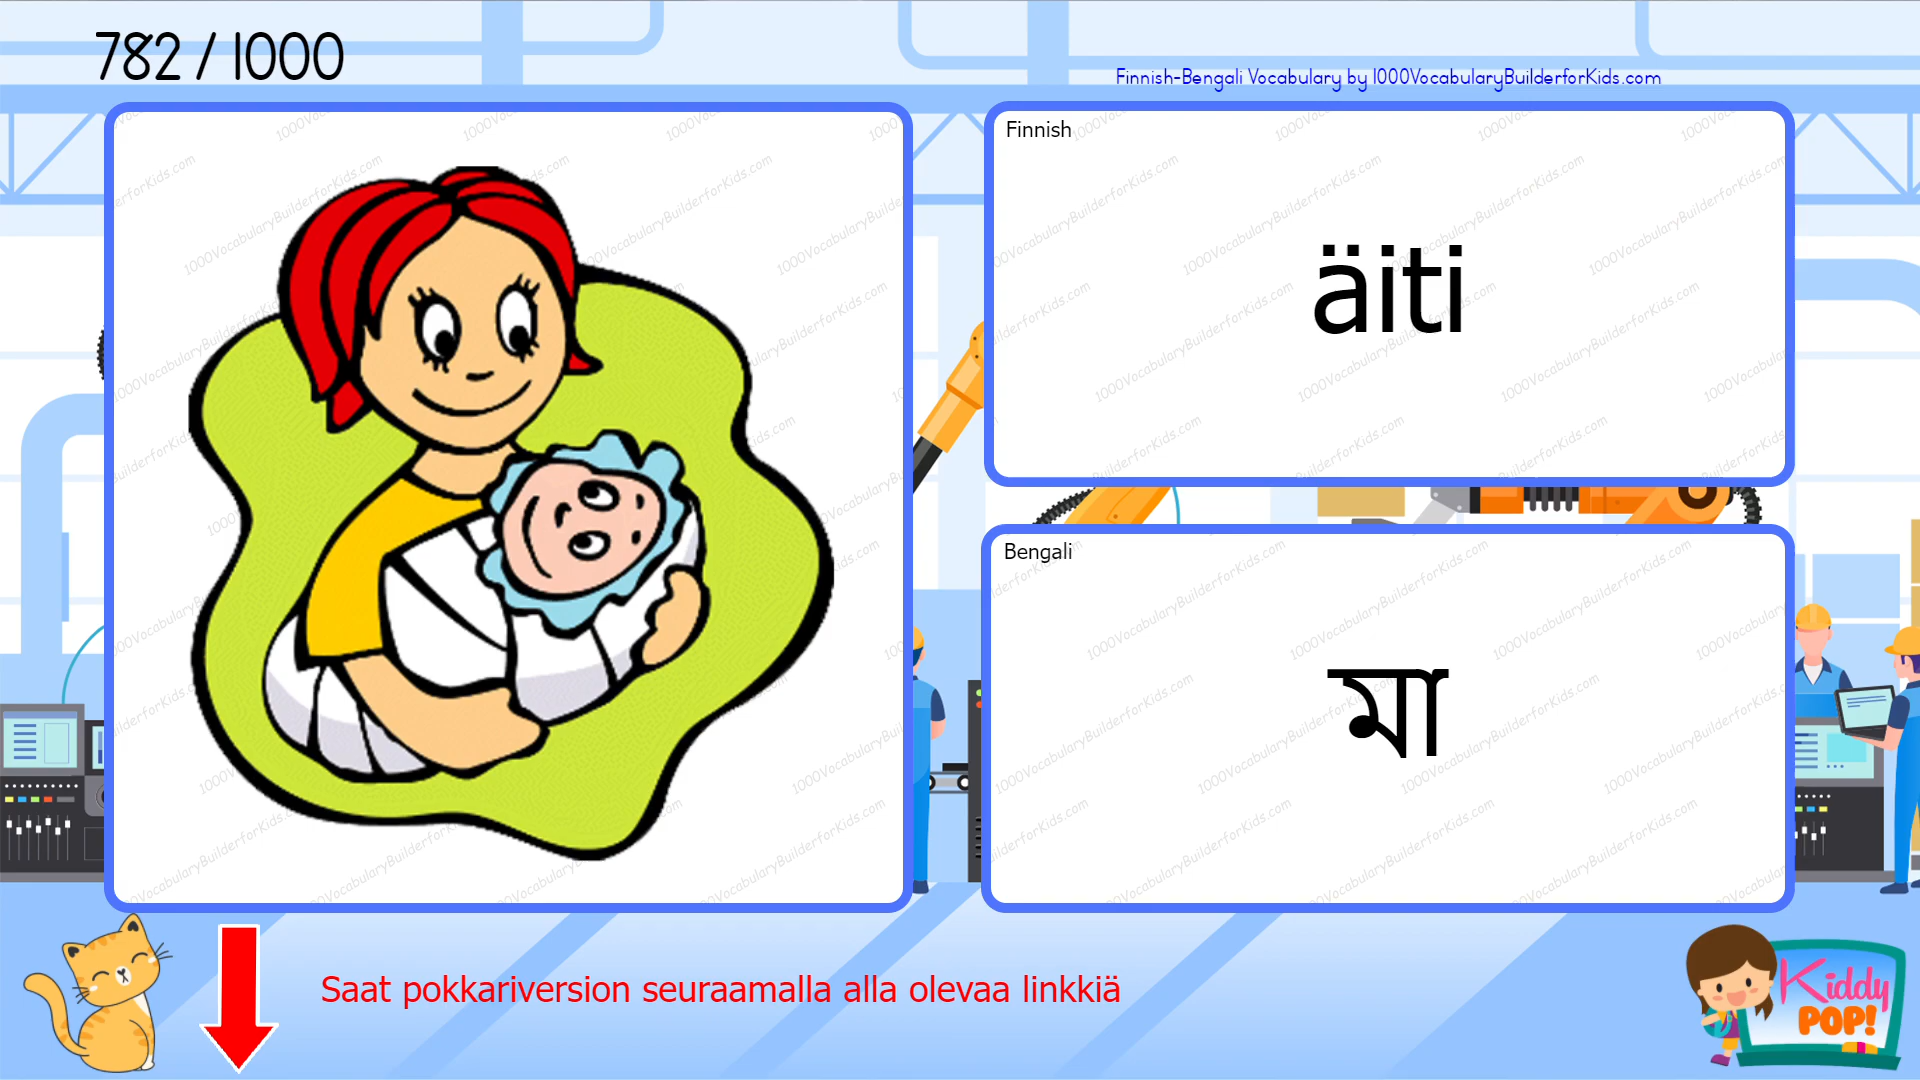 782 / 1000
Finnish-Bengali Vocabulary by 1000VocabularyBuilderforKids.com
Finnish
äiti
Bengali
মা
Saat pokkariversion seuraamalla alla olevaa linkkiä
Kiddy
POP!